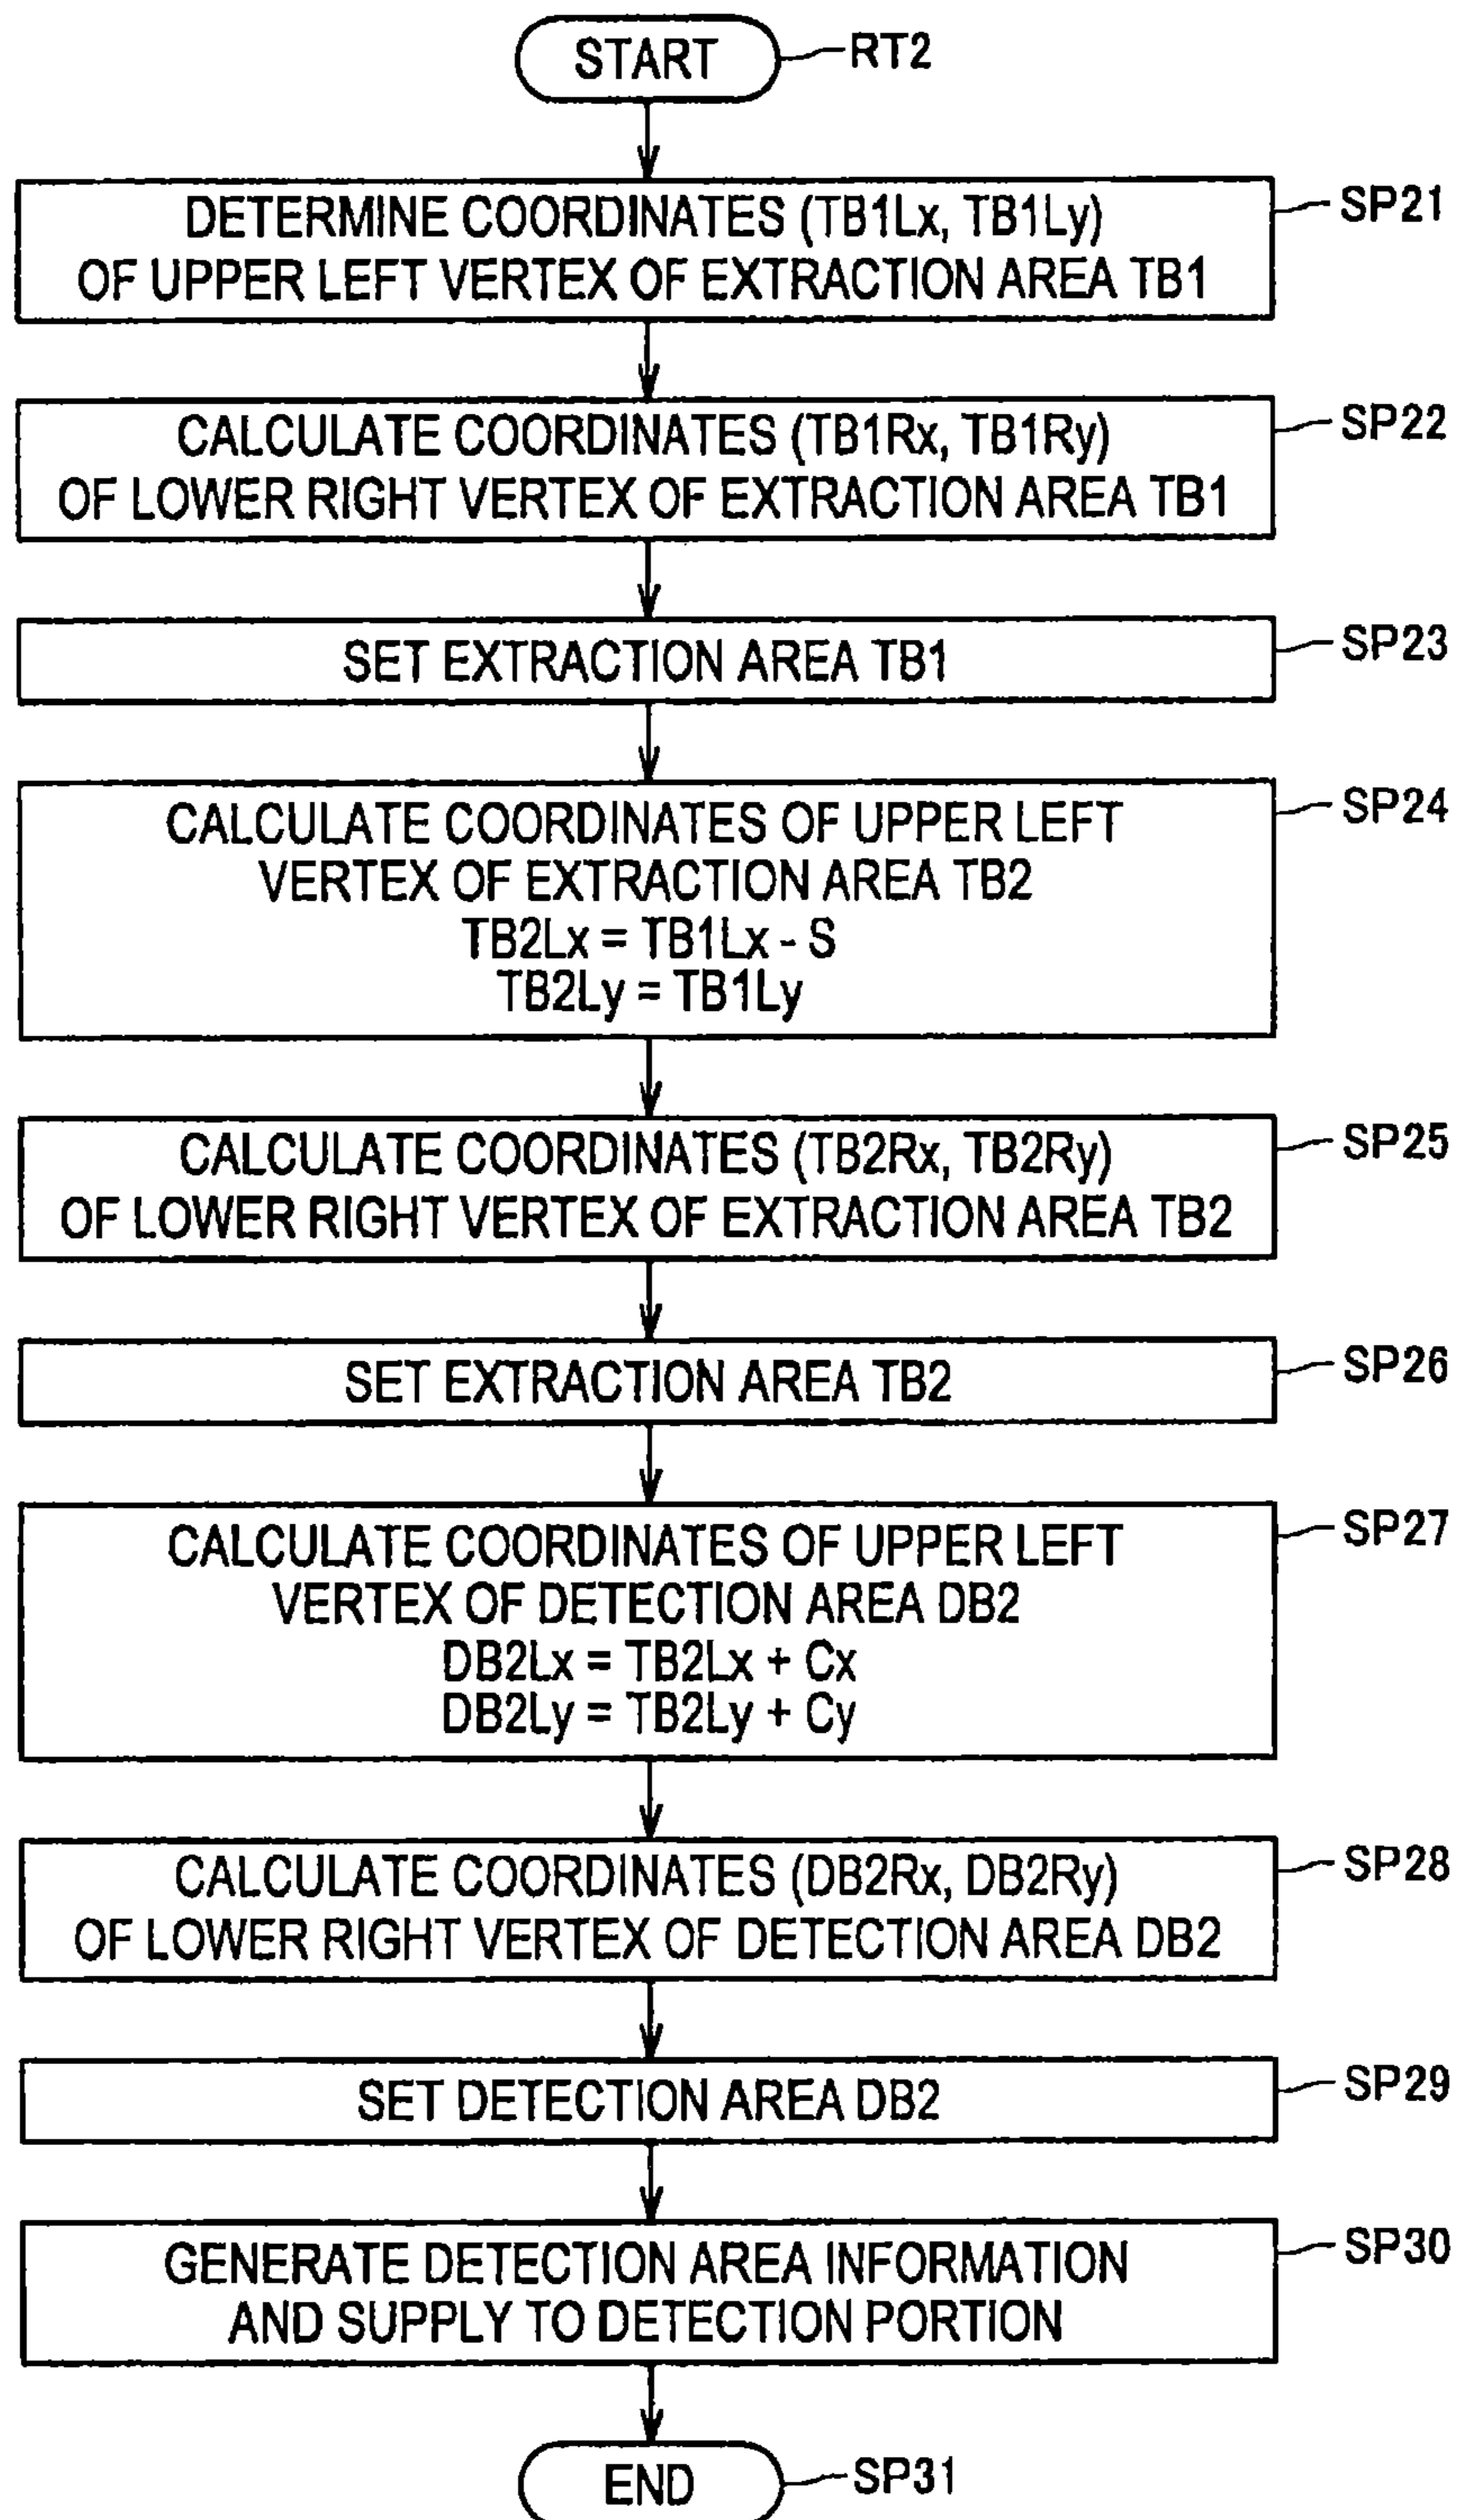 START
RT2
DETERMINE COORDINATES (TB1Lx, TB1Ly)
OF UPPER LEFT VERTEX OF EXTRACTION AREA TB1
SP21
CALCULATE COORDINATES (TB1Rx, TB1Ry)
OF LOWER RIGHT VERTEX OF EXTRACTION AREA TB1
SP22
SET EXTRACTION AREA TB1
SP23
CALCULATE COORDINATES OF UPPER LEFT
VERTEX OF EXTRACTION AREA TB2
TB2Lx = TB1Lx - S
TB2Ly = TB1Ly
SP24
CALCULATE COORDINATES (TB2Rx, TB2Ry)
OF LOWER RIGHT VERTEX OF EXTRACTION AREA TB2
SP25
SET EXTRACTION AREA TB2
SP26
CALCULATE COORDINATES OF UPPER LEFT
VERTEX OF DETECTION AREA DB2
DB2Lx = TB2Lx + Cx
DB2Ly = TB2Ly + Cy
SP27
CALCULATE COORDINATES (DB2Rx, DB2Ry)
OF LOWER RIGHT VERTEX OF DETECTION AREA DB2
SP28
SET DETECTION AREA DB2
SP29
GENERATE DETECTION AREA INFORMATION
AND SUPPLY TO DETECTION PORTION
SP30
END
SP31